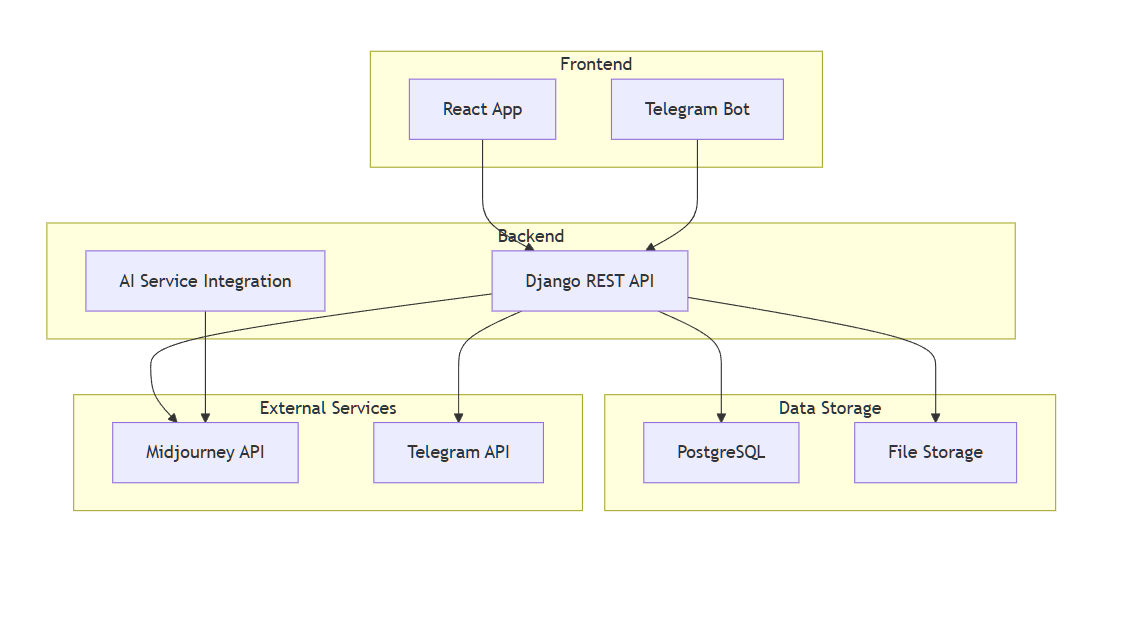 Frontend
React App
Telegram Bot
Backend
AI Service Integration
Django REST API
External Services
Data Storage
Midjourney API
Telegram API
PostgreSQL
File Storage